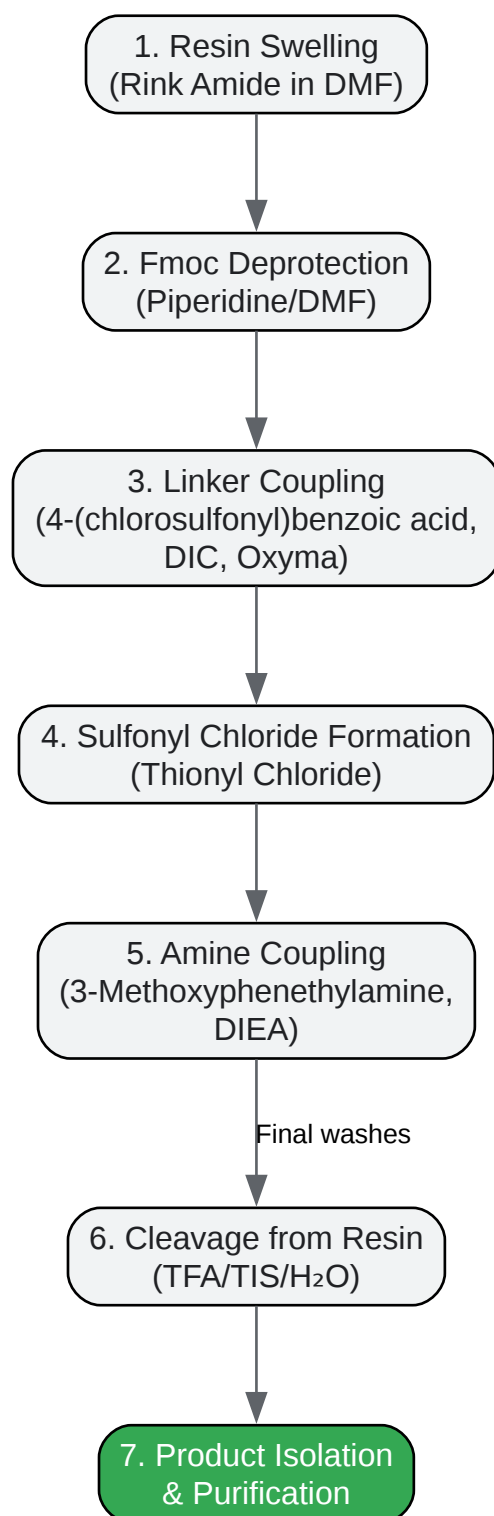 1. Resin Swelling
(Rink Amide in DMF)
2. Fmoc Deprotection
(Piperidine/DMF)
3. Linker Coupling
(4-(chlorosulfonyl)benzoic acid,
DIC, Oxyma)
4. Sulfonyl Chloride Formation
(Thionyl Chloride)
5. Amine Coupling
(3-Methoxyphenethylamine,
DIEA)
Final washes
6. Cleavage from Resin
(TFA/TIS/H₂O)
7. Product Isolation
& Purification